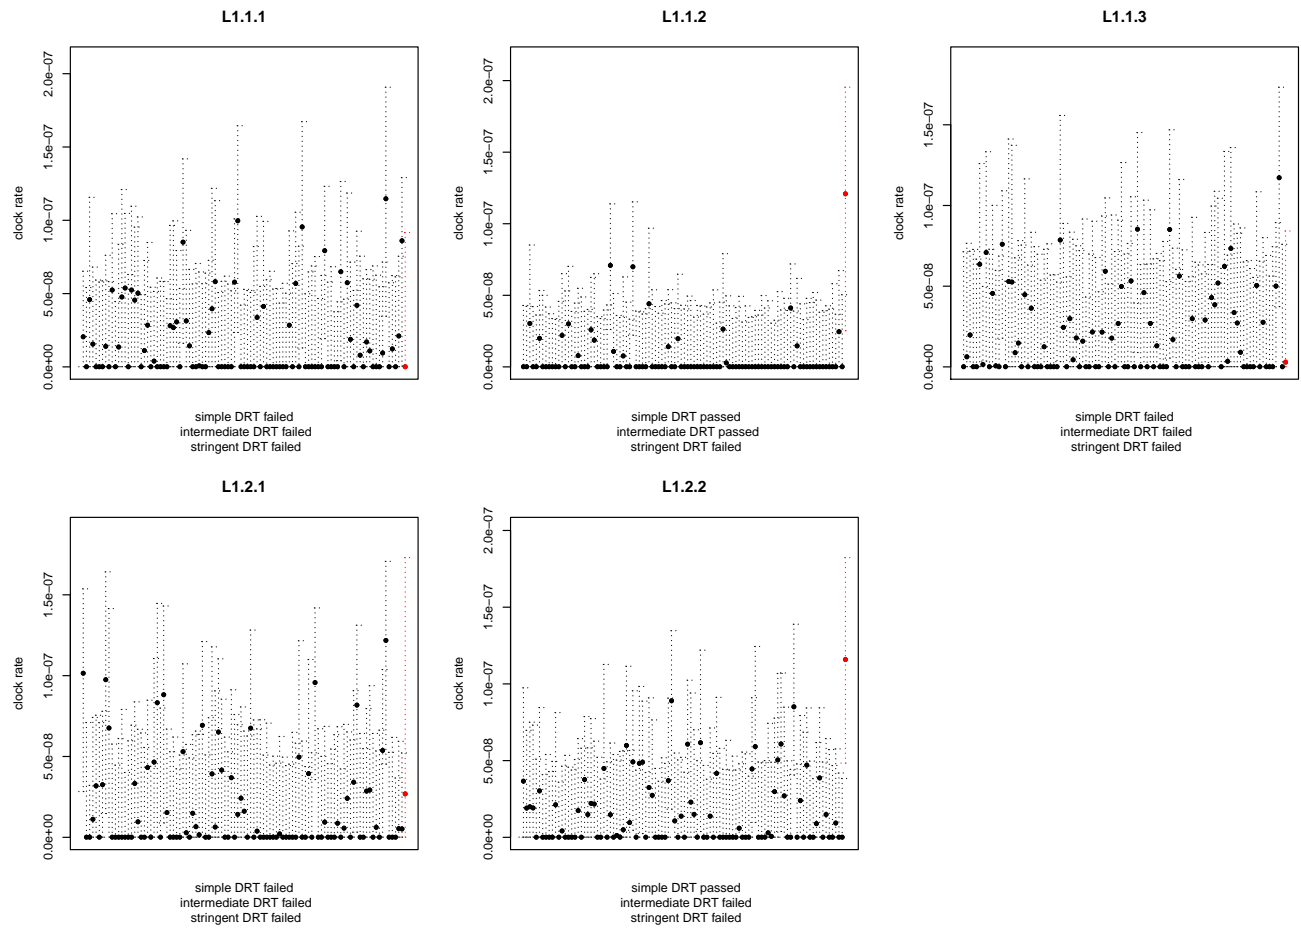 L1.1.1
clock rate
0.0e+00 5.0e−08 1.0e−07 1.5e−07 2.0e−07
simple DRT failed
intermediate DRT failed
stringent DRT failed
L1.1.2
clock rate
0.0e+00 5.0e−08 1.0e−07 1.5e−07 2.0e−07
simple DRT passed
intermediate DRT passed
stringent DRT failed
L1.1.3
clock rate
0.0e+00 5.0e−08 1.0e−07 1.5e−07
simple DRT failed
intermediate DRT failed
stringent DRT failed
L1.2.1
clock rate
0.0e+00 5.0e−08 1.0e−07 1.5e−07
simple DRT failed
intermediate DRT failed
stringent DRT failed
L1.2.2
clock rate
0.0e+00 5.0e−08 1.0e−07 1.5e−07 2.0e−07
simple DRT passed
intermediate DRT failed
stringent DRT failed